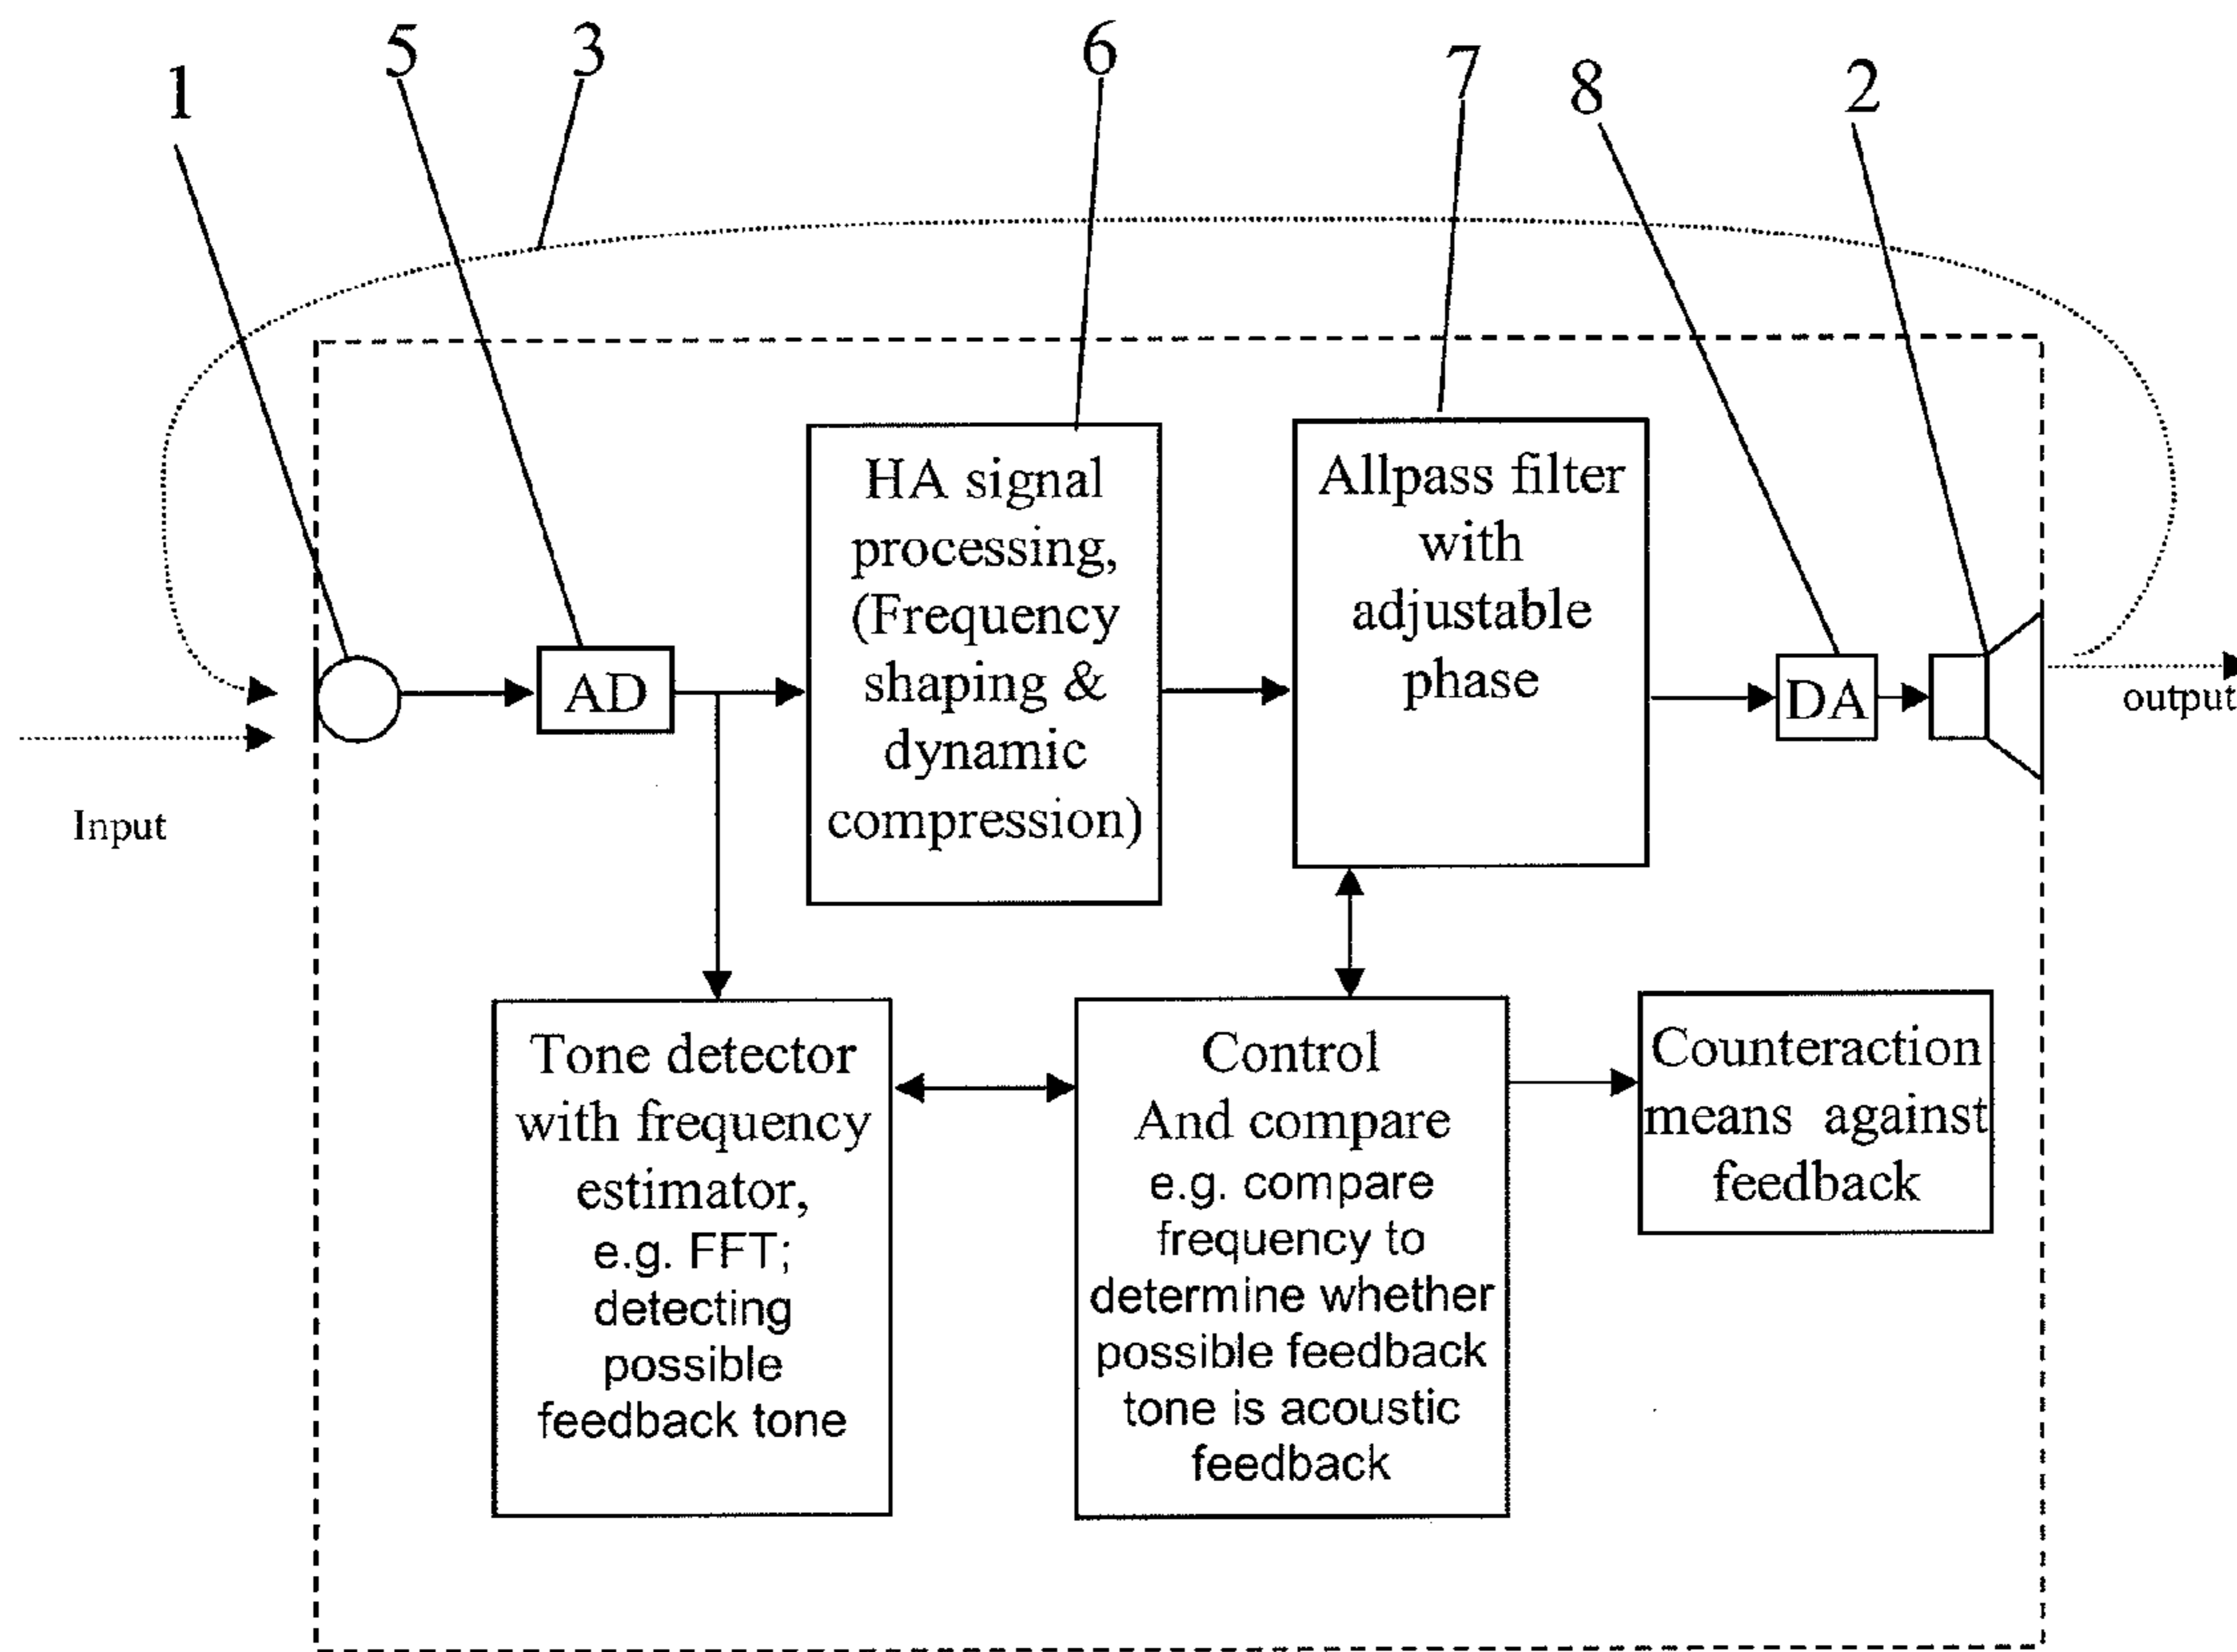 1
5
3
6
7
8
2
HA signal
processing,
(Frequency
shaping &
dynamic
compression)
Allpass filter
with
adjustable
phase
AD
DA
output
Input
Tone detector
with frequency
estimator,
e.g. FFT;
detecting
possible
feedback tone
Control
And compare
e.g. compare
frequency to
determine whether
possible feedback
tone is acoustic
feedback
Counteraction
means against
feedback